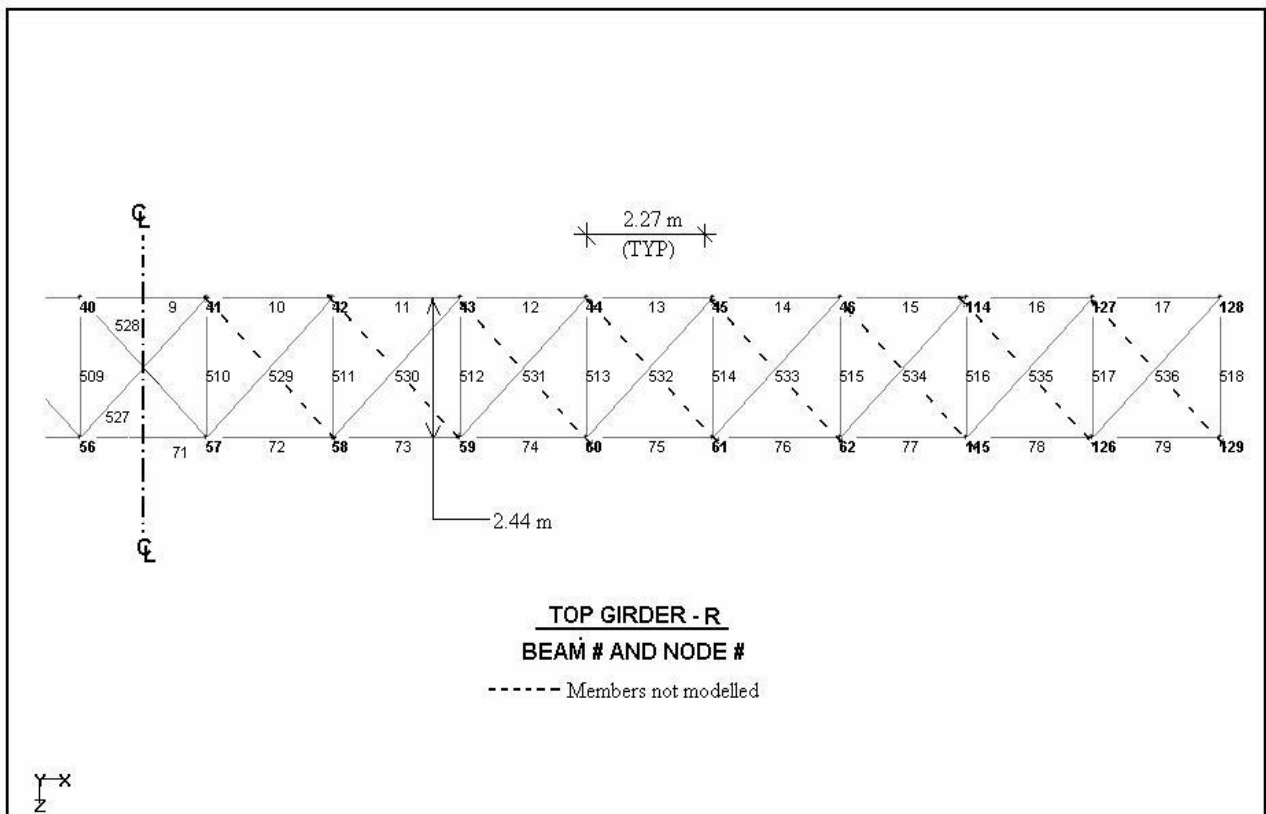 ℄
2.27 m
(TYP)
40 9 41 10 42 11 43 12 44 13 45 14 46 15 114 16 127 17 128
528
509 510 529 511 530 512 531 513 532 514 533 515 534 516 535 517 536 518
527
56 71 57 72 58 73 59 74 60 75 61 76 62 77 115 78 126 79 129
2.44 m
℄
TOP GIRDER - R
BEAM # AND NODE #
Members not modelled
Y X
Z